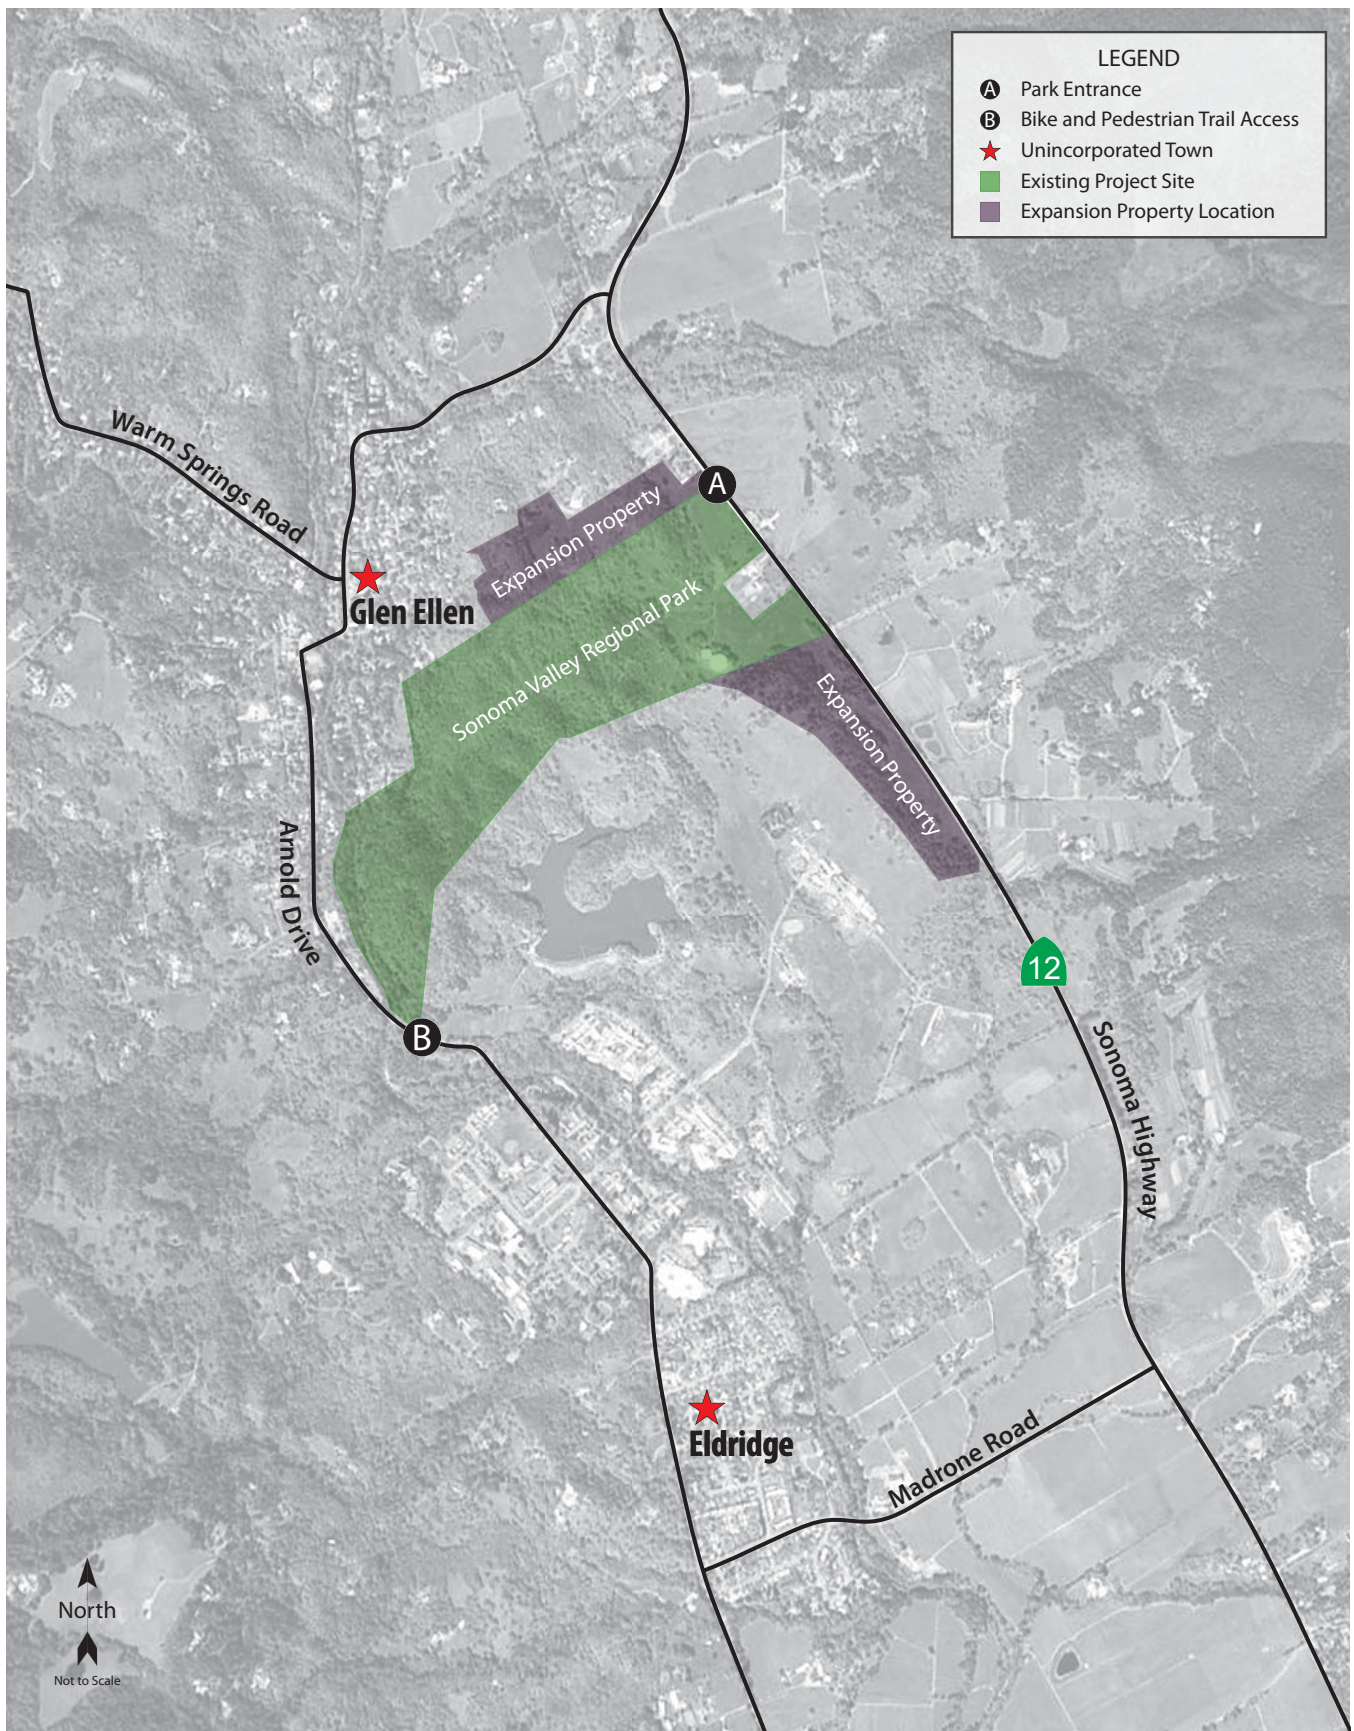 LEGEND
A Park Entrance
B Bike and Pedestrian Trail Access
Unincorporated Town
Existing Project Site
Expansion Property Location
Warm Springs Road
A
Expansion Property
Glen Ellen
Sonoma Valley Regional Park
Expansion Property
Arnold Drive
12
B
Sonoma Highway
Eldridge
Madrone Road
North
Not to Scale